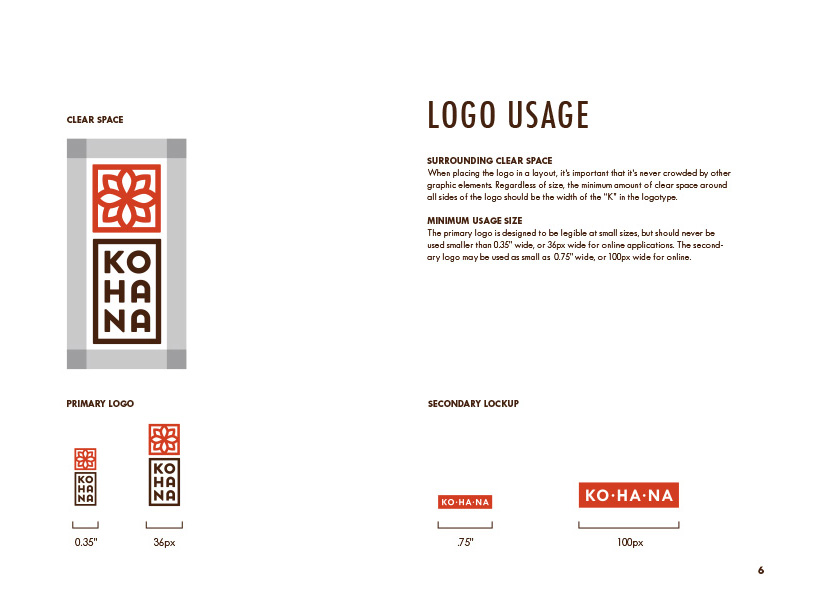 CLEAR SPACE
KO
HA
NA
LOGO USAGE
SURROUNDING CLEAR SPACE
When placing the logo in a layout, it's important that it's never crowded by other
graphic elements. Regardless of size, the minimum amount of clear space around
all sides of the logo should be the width of the "K" in the logotype.
MINIMUM USAGE SIZE
The primary logo is designed to be legible at small sizes, but should never be
used smaller than 0.35" wide, or 36px wide for online applications. The second-
ary logo may be used as small as 0.75" wide, or 100px wide for online.
PRIMARY LOGO
KO
HA
NA
0.35"
KO
HA
NA
36px
SECONDARY LOCKUP
KO·HA·NA
.75"
KO·HA·NA
100px
6